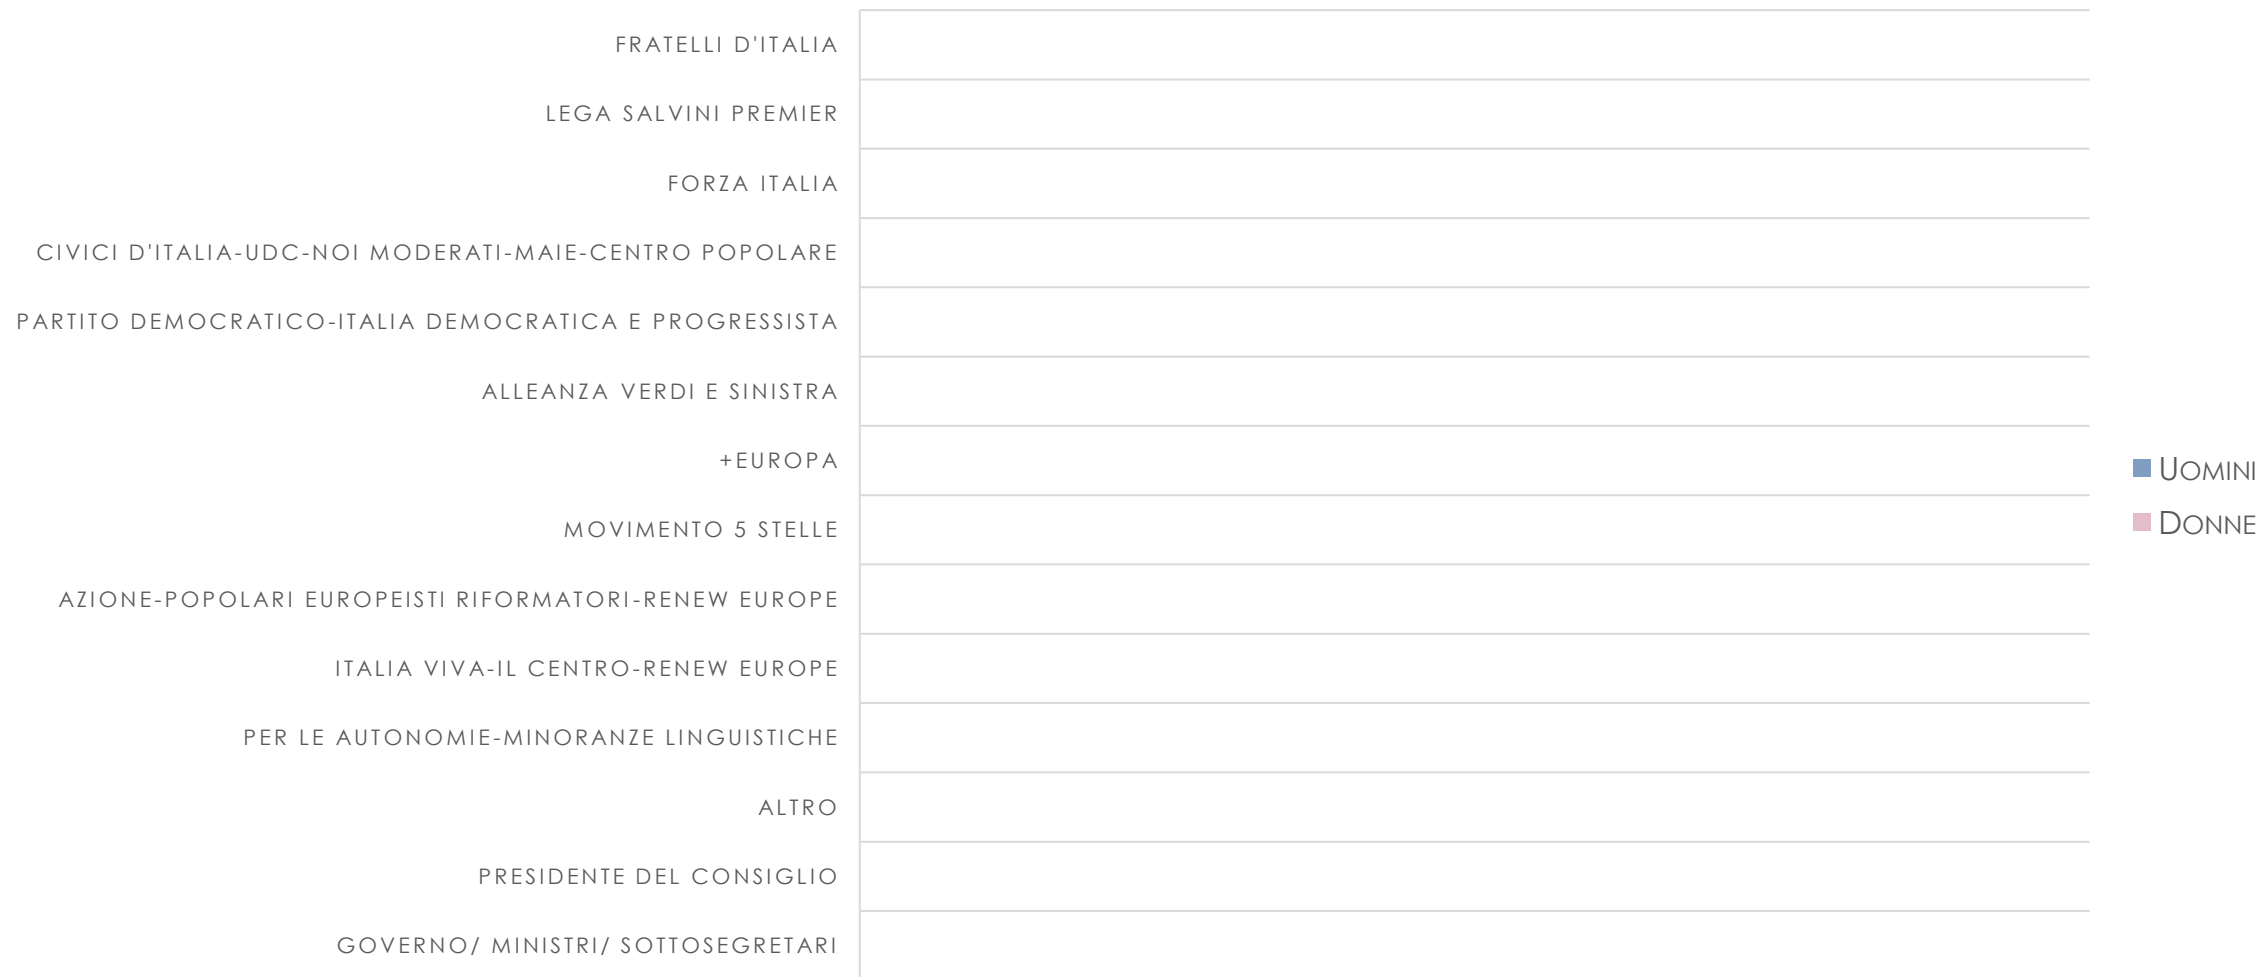 FRATELLI D'ITALIA
LEGA SALVINI PREMIER
FORZA ITALIA
CIVICI D'ITALIA-UDC-NOI MODERATI-MAIE-CENTRO POPOLARE
PARTITO DEMOCRATICO-ITALIA DEMOCRATICA E PROGRESSISTA
ALLEANZA VERDI E SINISTRA
+EUROPA
MOVIMENTO 5 STELLE
AZIONE-POPOLARI EUROPEISTI RIFORMATORI-RENEW EUROPE
ITALIA VIVA-IL CENTRO-RENEW EUROPE
PER LE AUTONOMIE-MINORANZE LINGUISTICHE
ALTRO
PRESIDENTE DEL CONSIGLIO
GOVERNO/ MINISTRI/ SOTTOSEGRETARI
UOMINI
DONNE